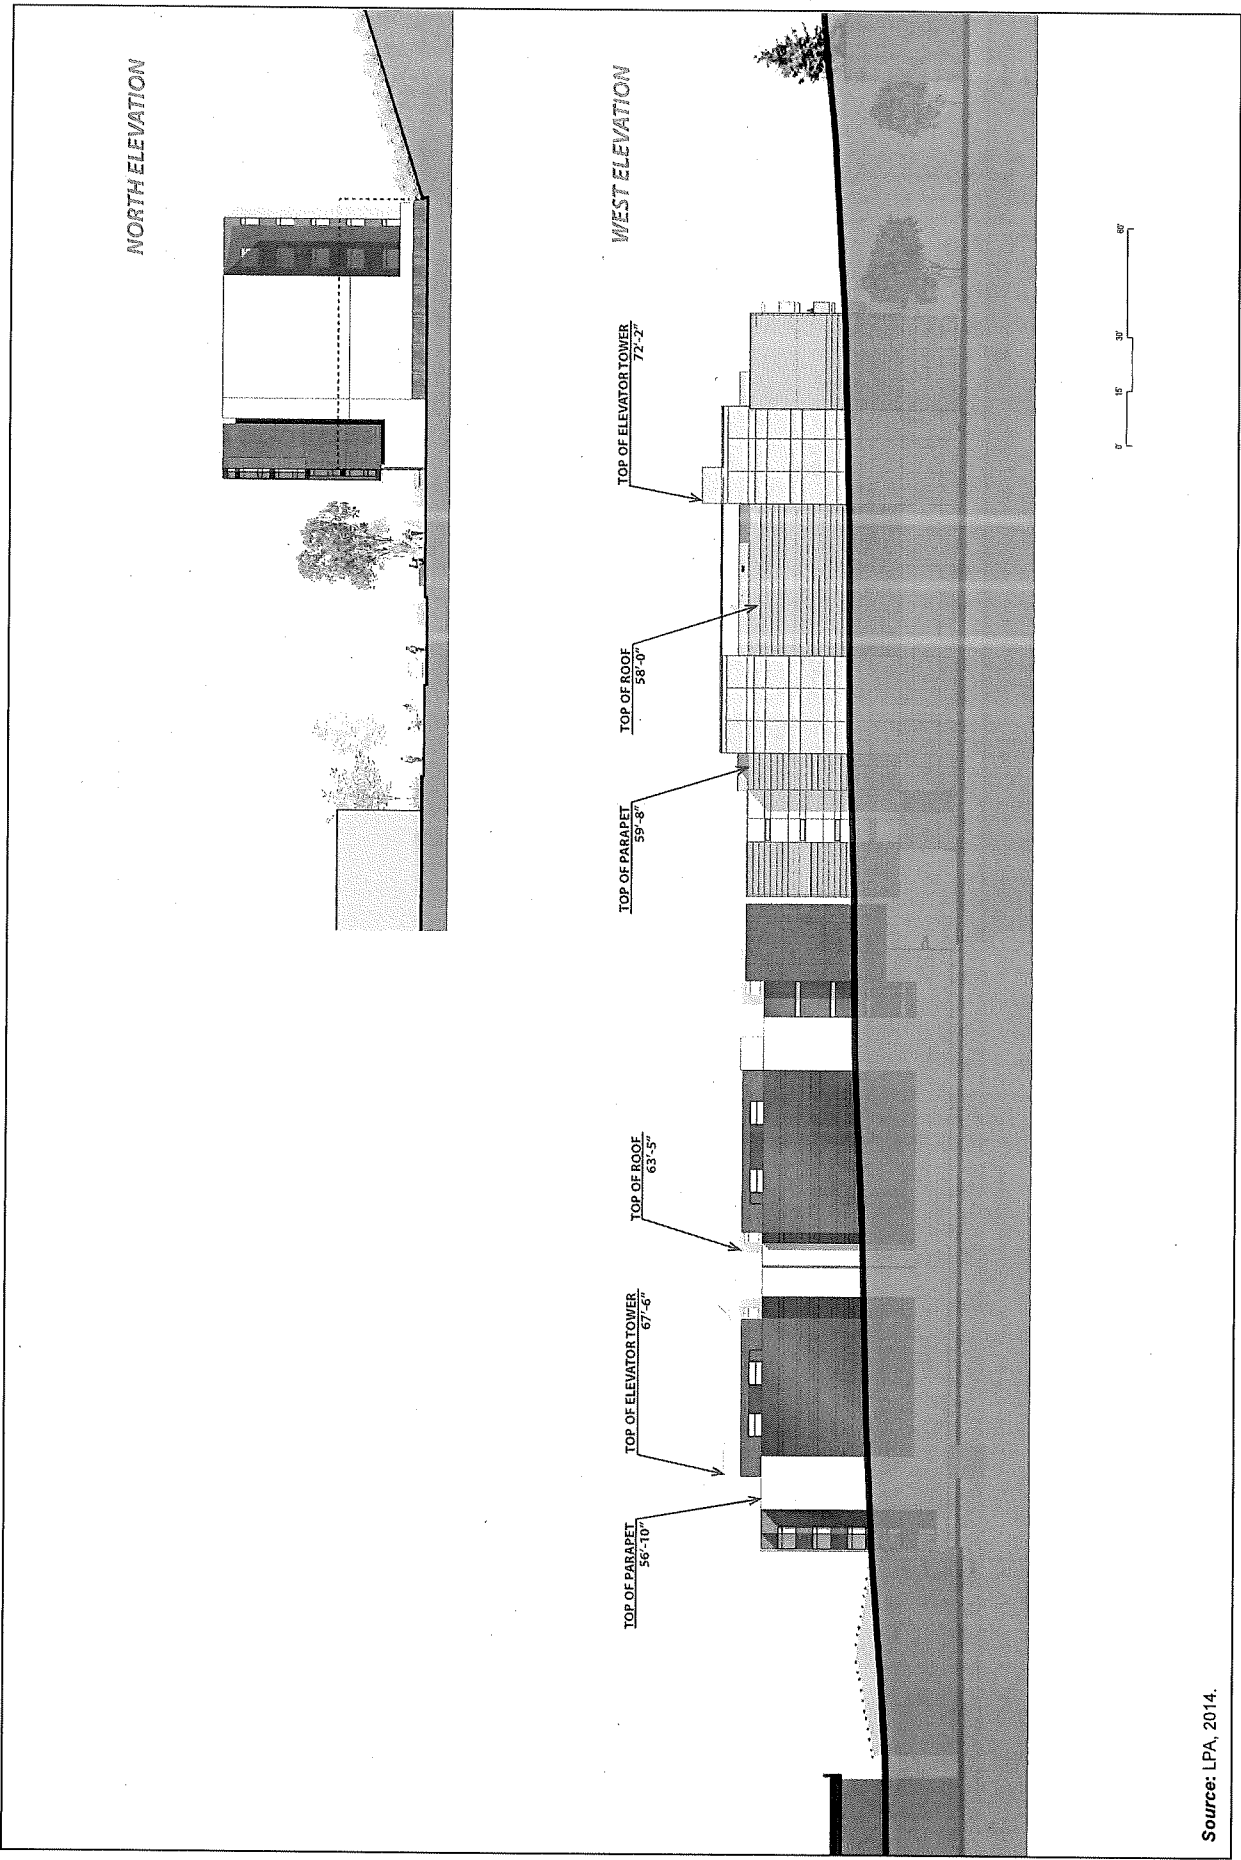 NORTH ELEVATION
WEST ELEVATION
TOP OF PARAPET
56'-10"
TOP OF ELEVATOR TOWER
67'-6"
TOP OF ROOF
63'-5"
TOP OF PARAPET
59'-8"
TOP OF ROOF
58'-0"
TOP OF ELEVATOR TOWER
72'-2"
0' 15' 30' 60'
Source: LPA, 2014.